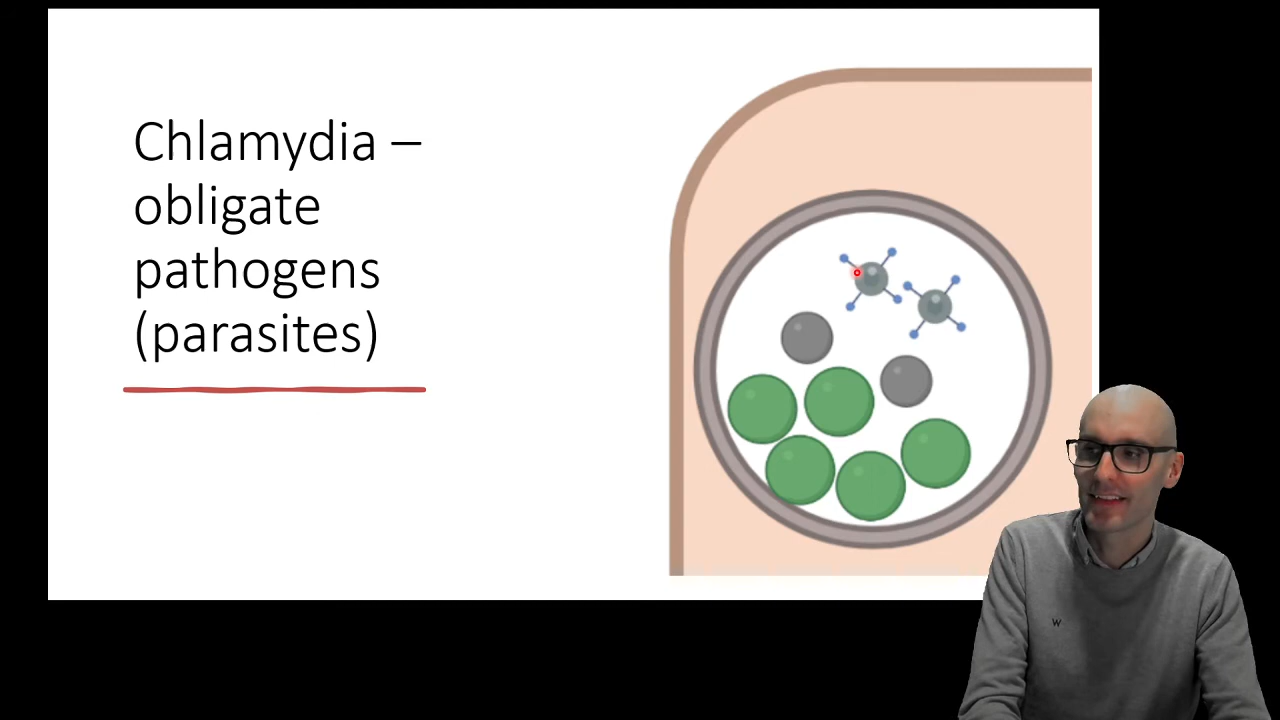 Chlamydia –
obligate
pathogens
(parasites)
W